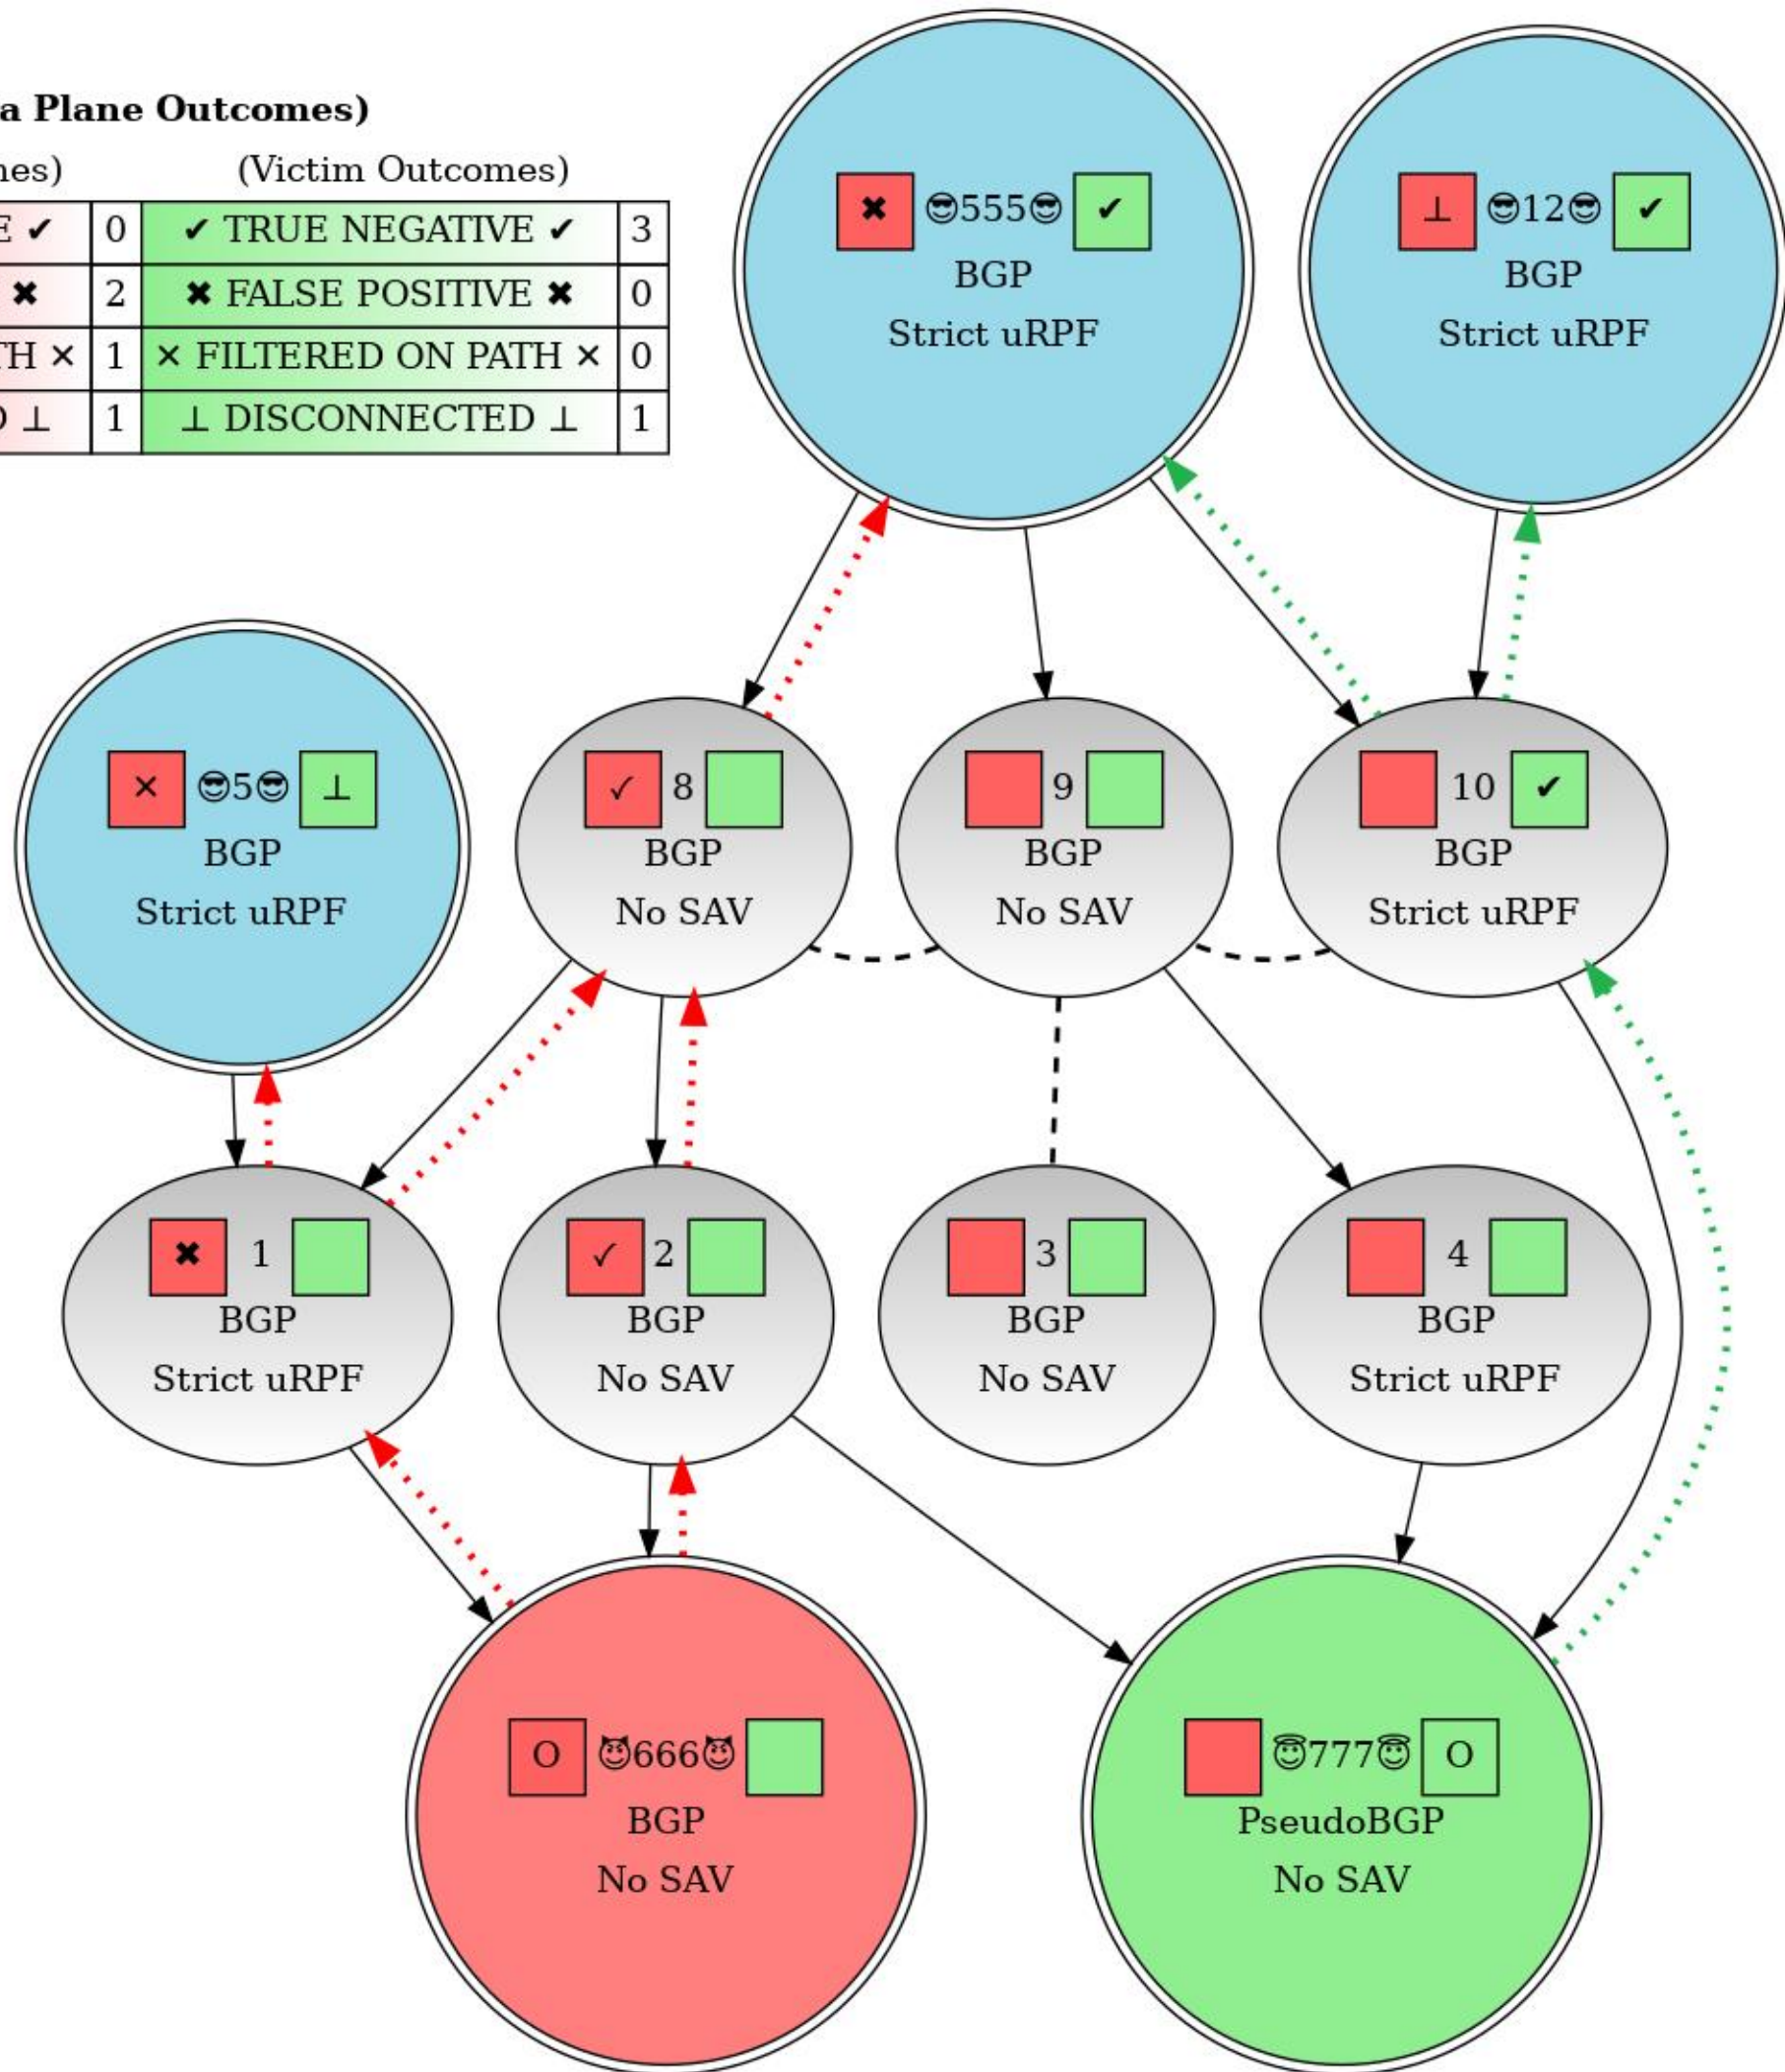 a Plane Outcomes)
nes) (Victim Outcomes)
E ✔ 0 ✔ TRUE NEGATIVE ✔ 3
✖ 2 ✖ FALSE POSITIVE ✖ 0
TH ✕ 1 ✕ FILTERED ON PATH ✕ 0
D ⊥ 1 ⊥ DISCONNECTED ⊥ 1
✖ 😎555😎 ✔
BGP
Strict uRPF
⊥ 😎12😎 ✔
BGP
Strict uRPF
✕ 😎5😎 ⊥
BGP
Strict uRPF
✓ 8
BGP
No SAV
9
BGP
No SAV
10 ✔
BGP
Strict uRPF
✖ 1
BGP
Strict uRPF
✓ 2
BGP
No SAV
3
BGP
No SAV
4
BGP
Strict uRPF
O 😈666😈
BGP
No SAV
😇777😇 O
PseudoBGP
No SAV